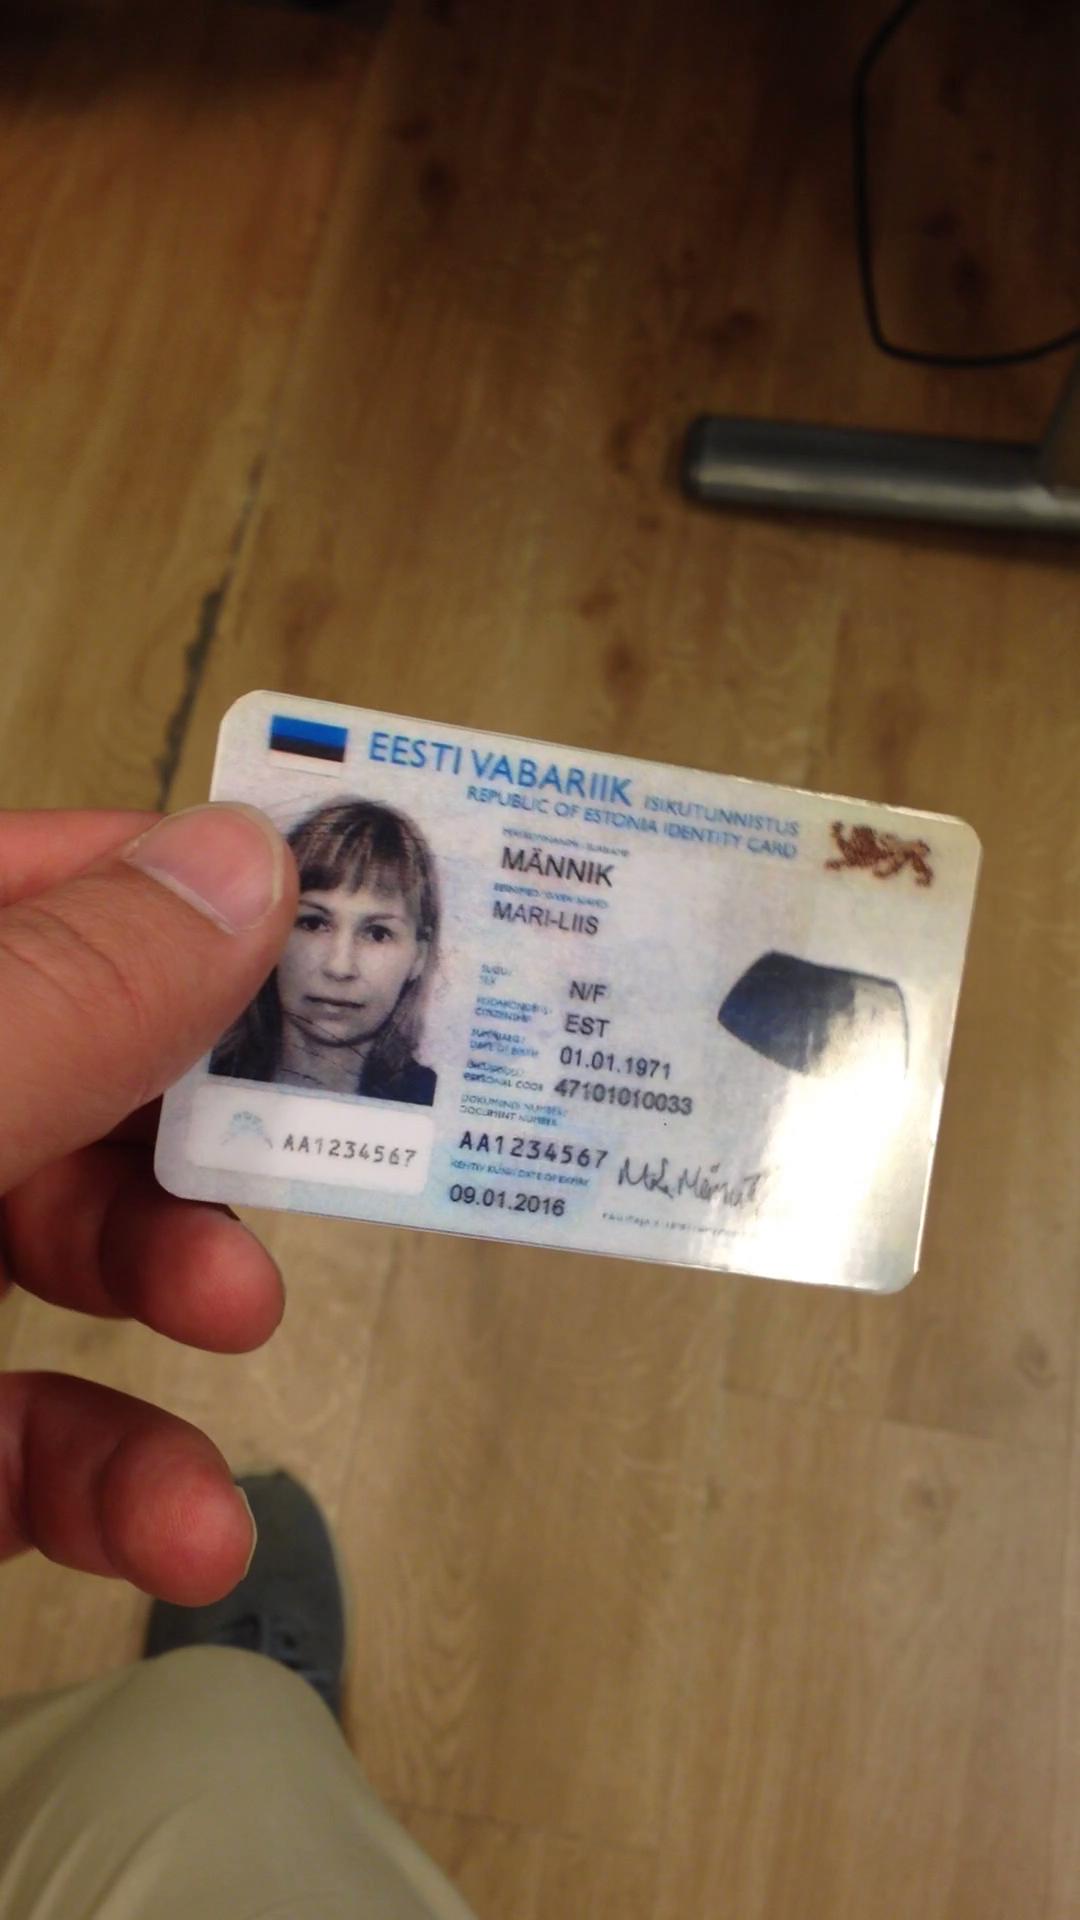 EESTI VABARIIK ISIKUTUNNISTUS
REPUBLIC OF ESTONIA IDENTITY CARD
PEREKONNANIMI / SURNAME
MÄNNIK
EESNIMED / GIVEN NAMES
MARI-LIIS
SUGU /
SEX
N/F
KODAKONDSUS /
CITIZENSHIP
EST
SÜNNIAEG /
DATE OF BIRTH
01.01.1971
ISIKUKOOD /
PERSONAL CODE
47101010033
DOKUMENDI NUMBER /
DOCUMENT NUMBER
AA1234567
AA1234567
KEHTIV KUNI / DATE OF EXPIRY
09.01.2016